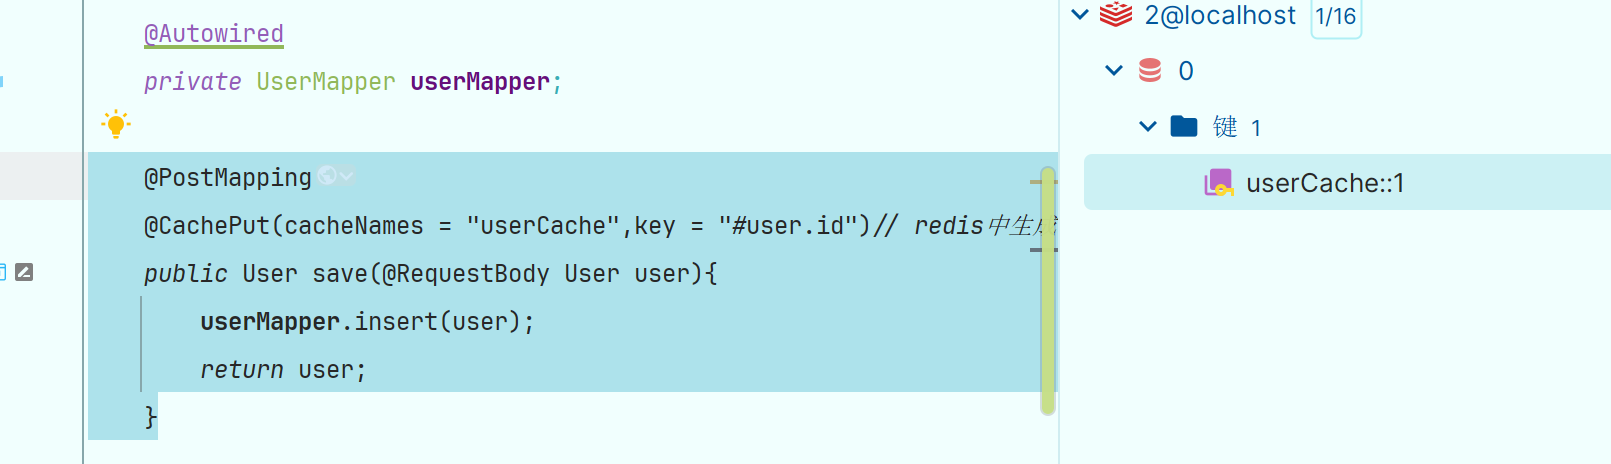 @Autowired
private UserMapper userMapper;
@PostMapping
@CachePut(cacheNames = "userCache",key = "#user.id")// redis中生成
public User save(@RequestBody User user){
userMapper.insert(user);
return user;
}
2@localhost 1/16
0
键 1
userCache::1